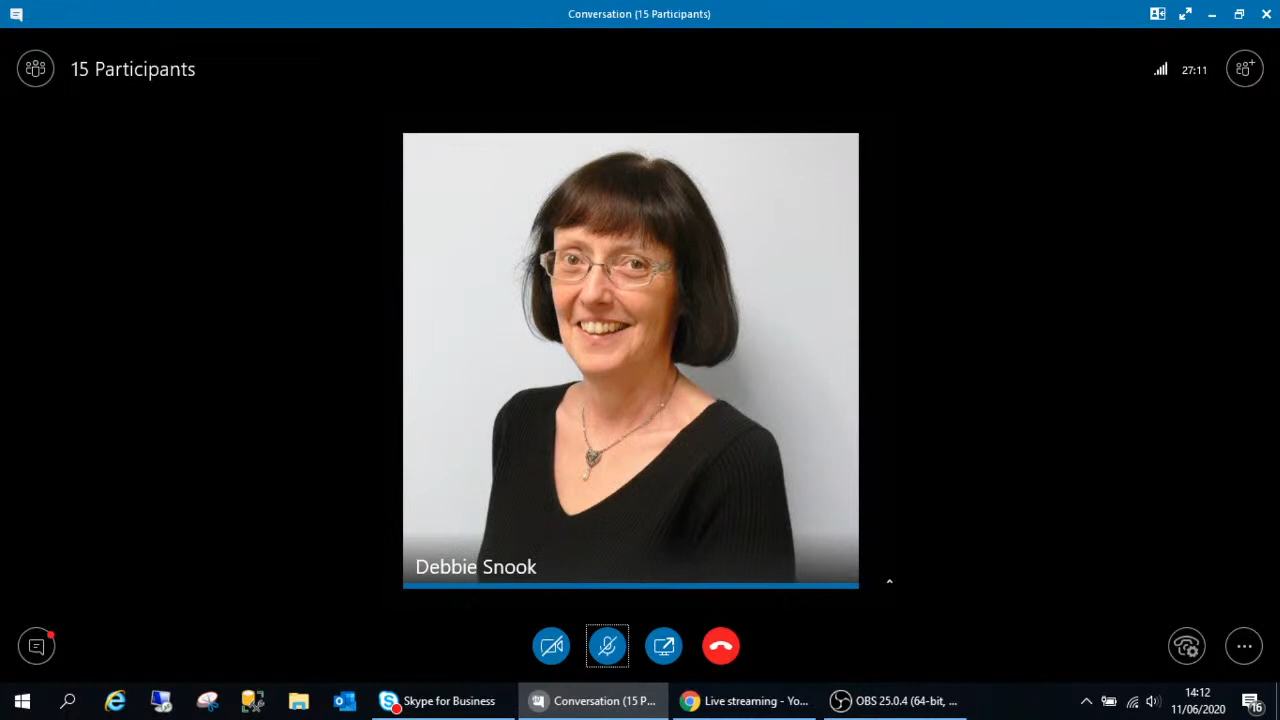 Conversation (15 Participants)
15 Participants
27:11
Debbie Snook
Skype for Business
Conversation (15 P...
Live streaming - Yo...
OBS 25.0.4 (64-bit, ...
14:12
11/06/2020
16